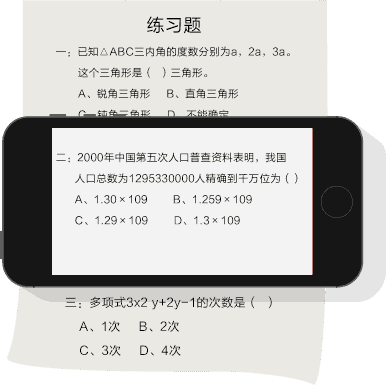 练习题
一：已知△ABC三内角的度数分别为a，2a，3a。
这个三角形是（ ）三角形。
A、锐角三角形 B、直角三角形
C、钝角三角形 D、不能确定
二：2000年中国第五次人口普查资料表明，我国
人口总数为1295330000人精确到千万位为（ ）
A、1.30×109 B、1.259×109
C、1.29×109 D、1.3×109
三：多项式3x2 y+2y-1的次数是（ ）
A、1次 B、2次
C、3次 D、4次